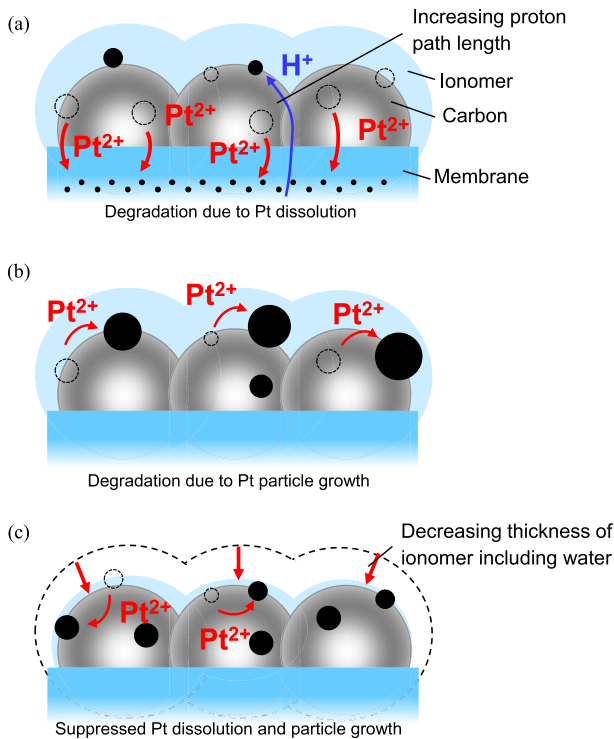 (a)
Increasing proton
path length
H+
Ionomer
Pt2+
Carbon
Pt2+
Pt2+
Pt2+
Membrane
Degradation due to Pt dissolution
(b)
Pt2+
Pt2+
Pt2+
Degradation due to Pt particle growth
(c)
Decreasing thickness of
ionomer including water
Pt2+
Pt2+
Suppressed Pt dissolution and particle growth